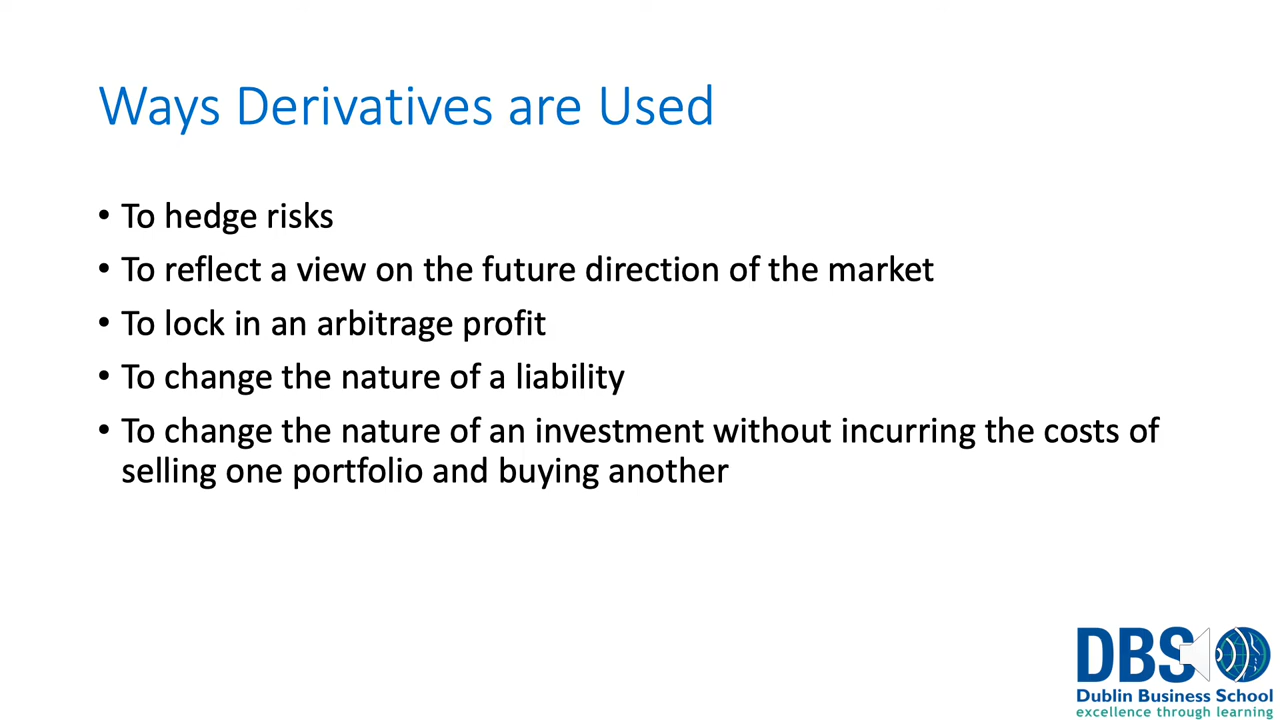 Ways Derivatives are Used
• To hedge risks
• To reflect a view on the future direction of the market
• To lock in an arbitrage profit
• To change the nature of a liability
• To change the nature of an investment without incurring the costs of
selling one portfolio and buying another
DBS
Dublin Business School
excellence through learning